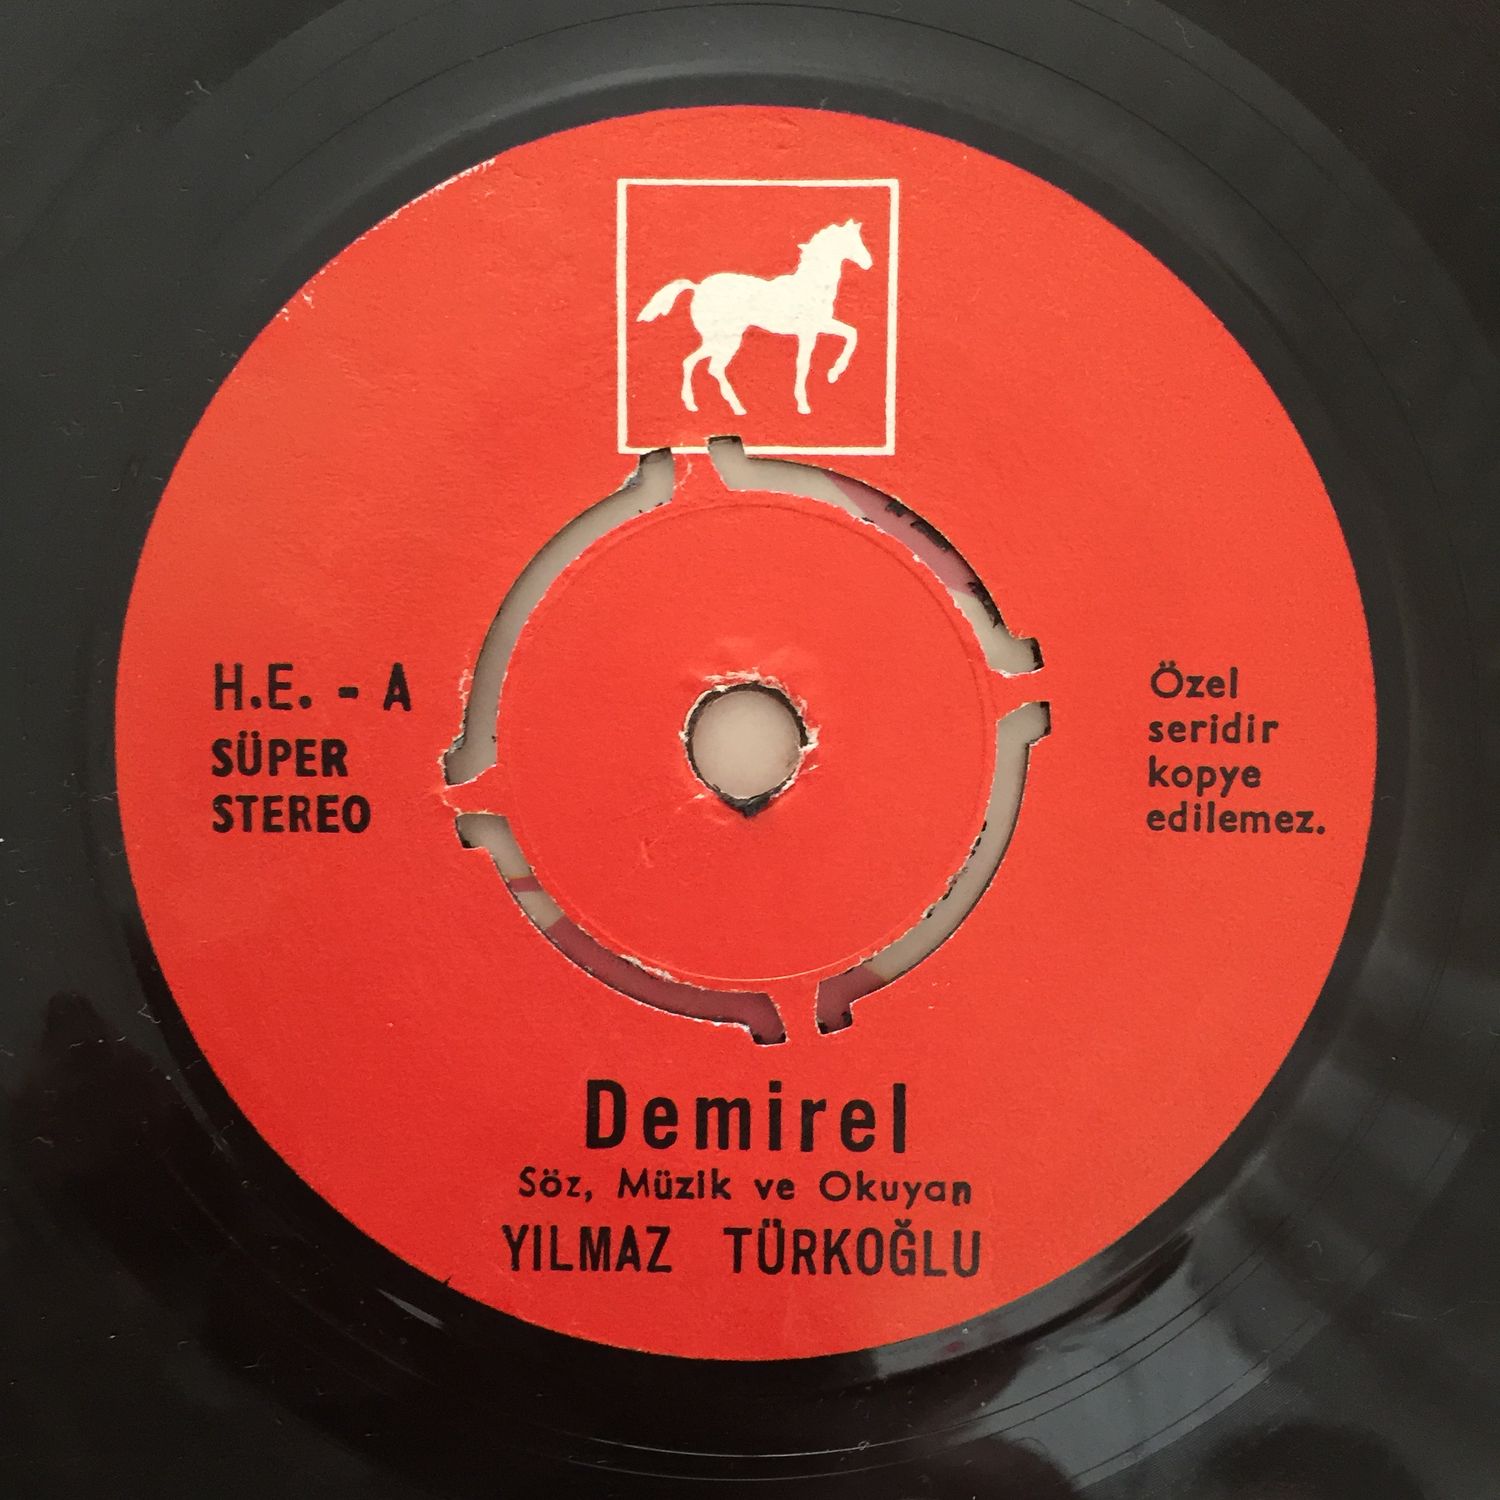 H.E. - A
SÜPER
STEREO
Özel
seridir
kopye
edilemez.
Demirel
Söz, Müzik ve Okuyan
YILMAZ TÜRKOĞLU